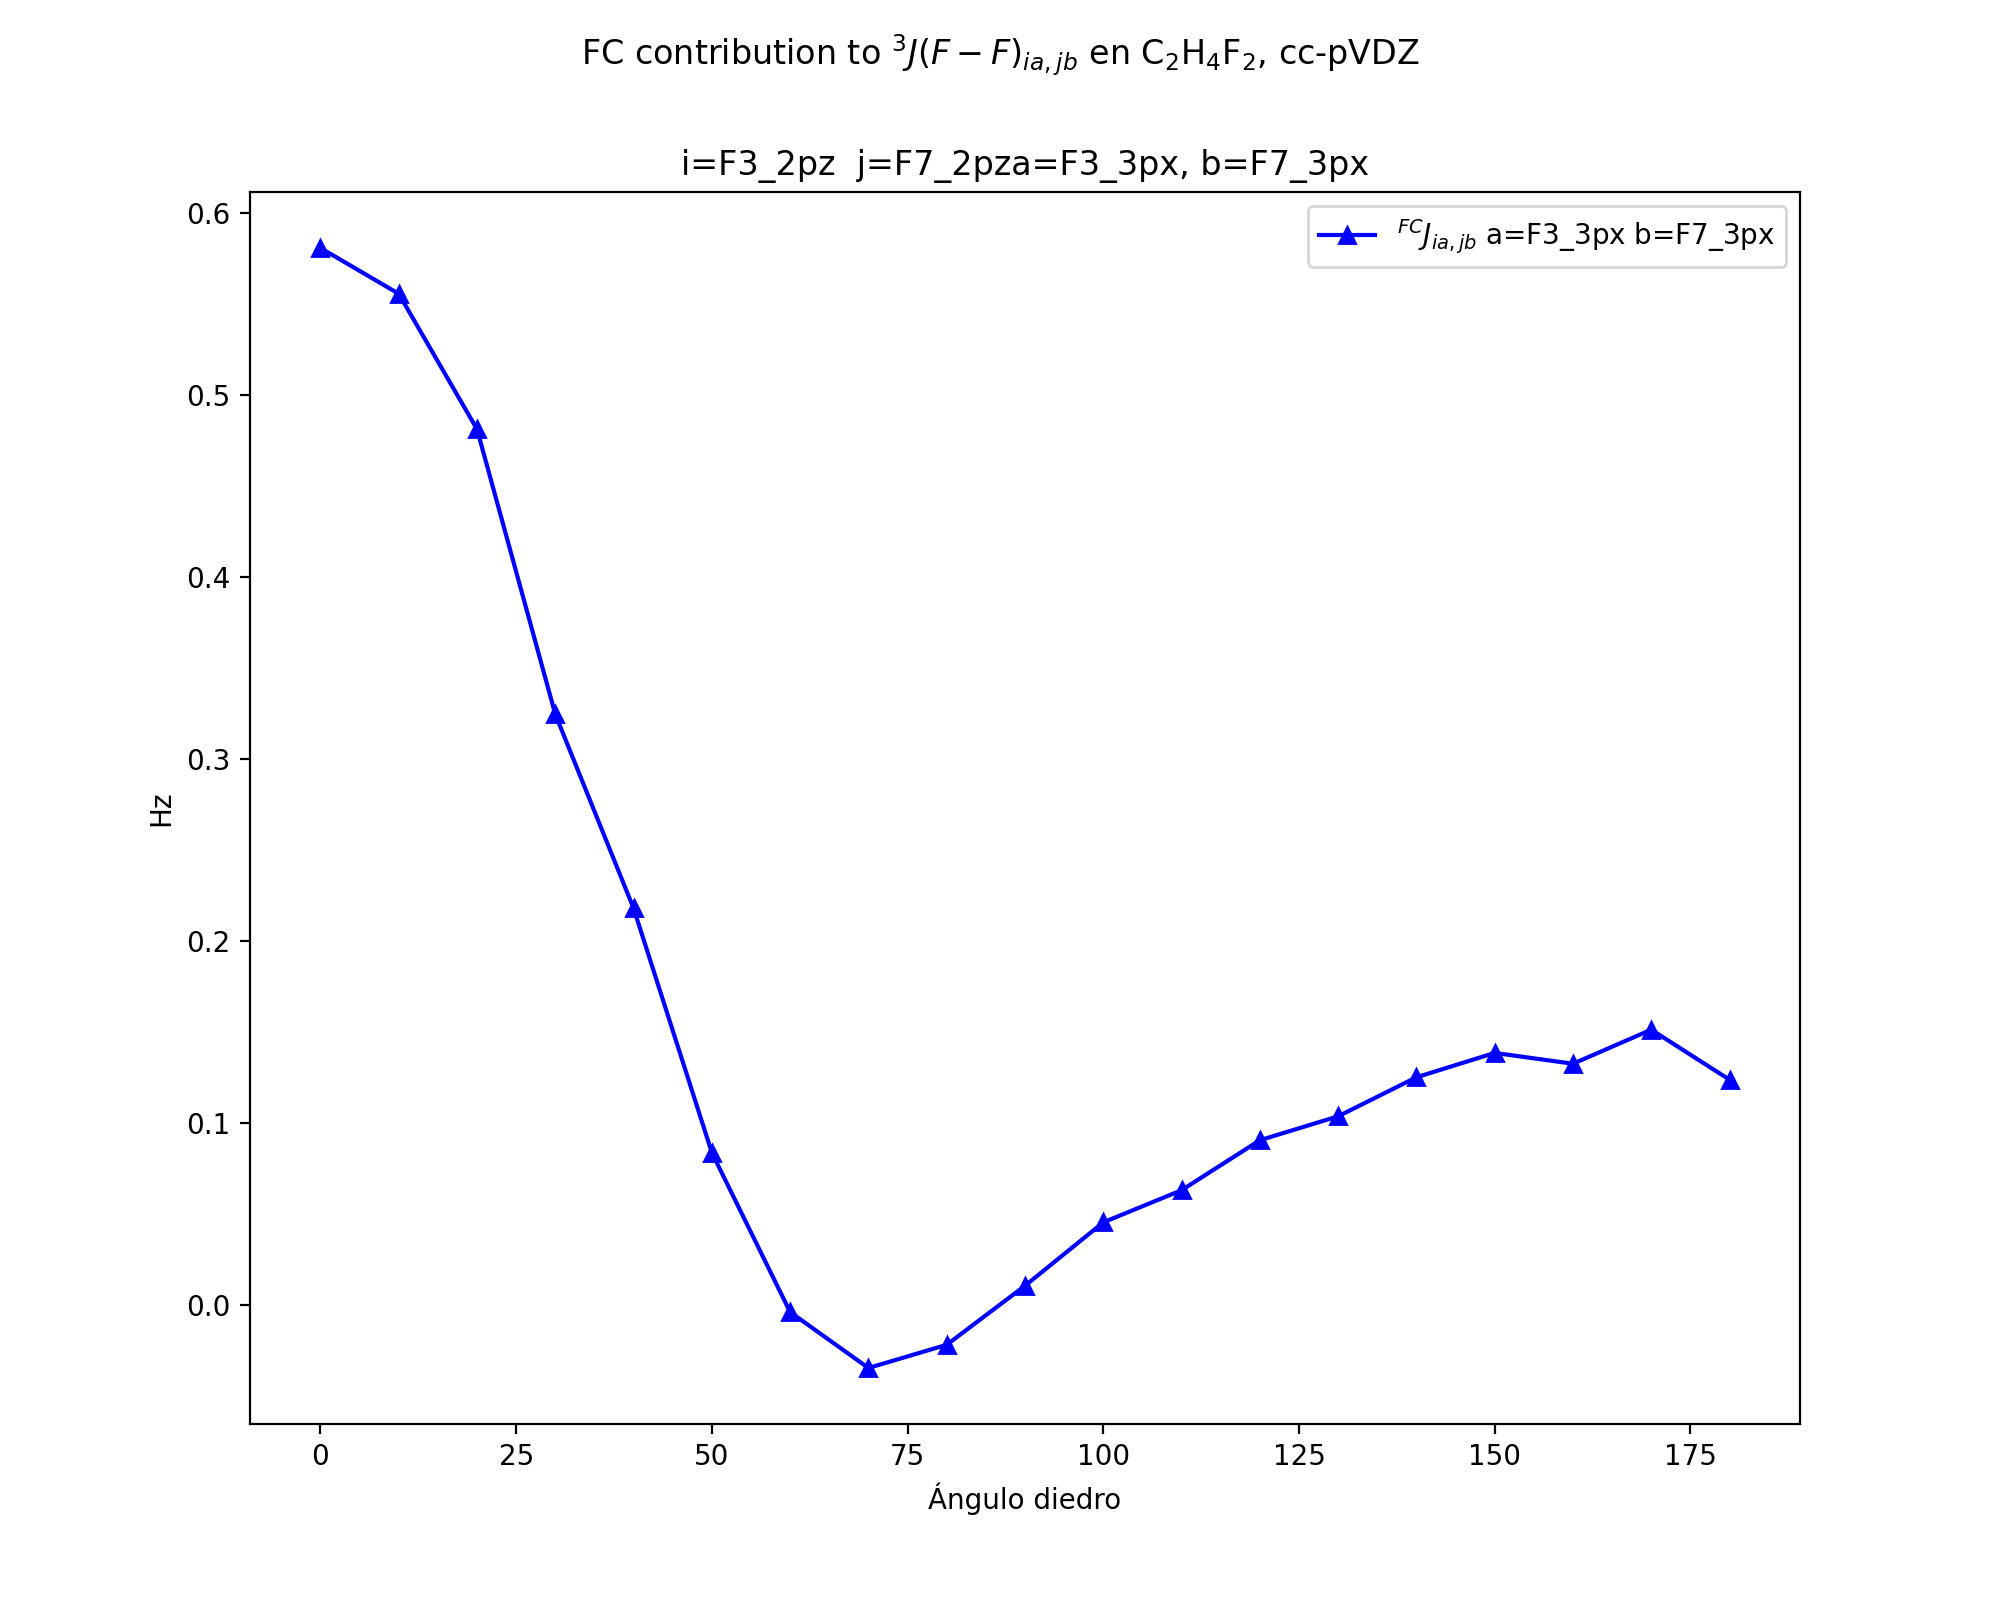 FC contribution to ³J(F − F)ᵢₐ,ⱼb en C₂H₄F₂, cc-pVDZ
i=F3_2pz  j=F7_2pza=F3_3px, b=F7_3px
ᶠᶜJᵢₐ,ⱼb a=F3_3px b=F7_3px
0.6
0.5
0.4
0.3
0.2
0.1
0.0
Hz
0 25 50 75 100 125 150 175
Ángulo diedro